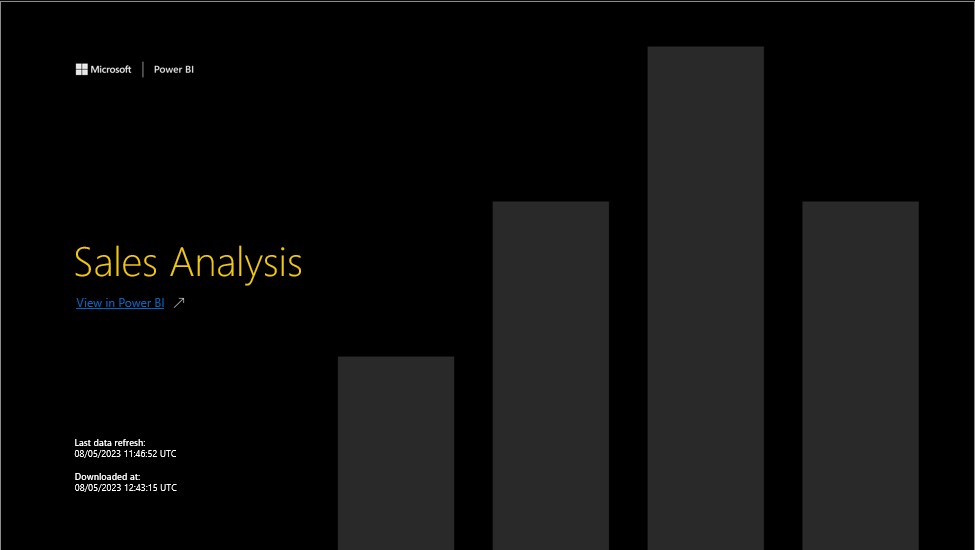 Microsoft | Power BI
Sales Analysis
View in Power BI
Last data refresh:
08/05/2023 11:46:52 UTC
Downloaded at:
08/05/2023 12:43:15 UTC